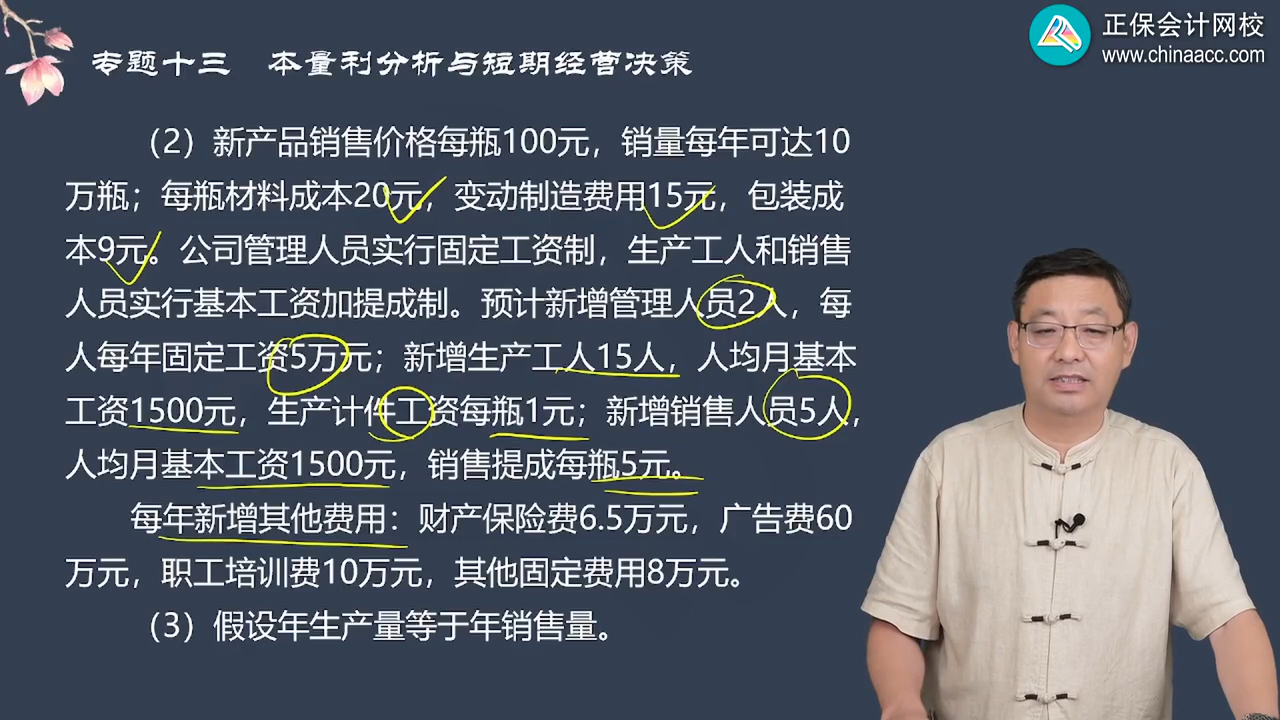 正保会计网校
www.chinaacc.com
专题十三 本量利分析与短期经营决策
（2）新产品销售价格每瓶100元，销量每年可达10
万瓶；每瓶材料成本20元，变动制造费用15元，包装成
本9元。公司管理人员实行固定工资制，生产工人和销售
人员实行基本工资加提成制。预计新增管理人员2人，每
人每年固定工资5万元；新增生产工人15人，人均月基本
工资1500元，生产计件工资每瓶1元；新增销售人员5人，
人均月基本工资1500元，销售提成每瓶5元。
每年新增其他费用：财产保险费6.5万元，广告费60
万元，职工培训费10万元，其他固定费用8万元。
（3）假设年生产量等于年销售量。